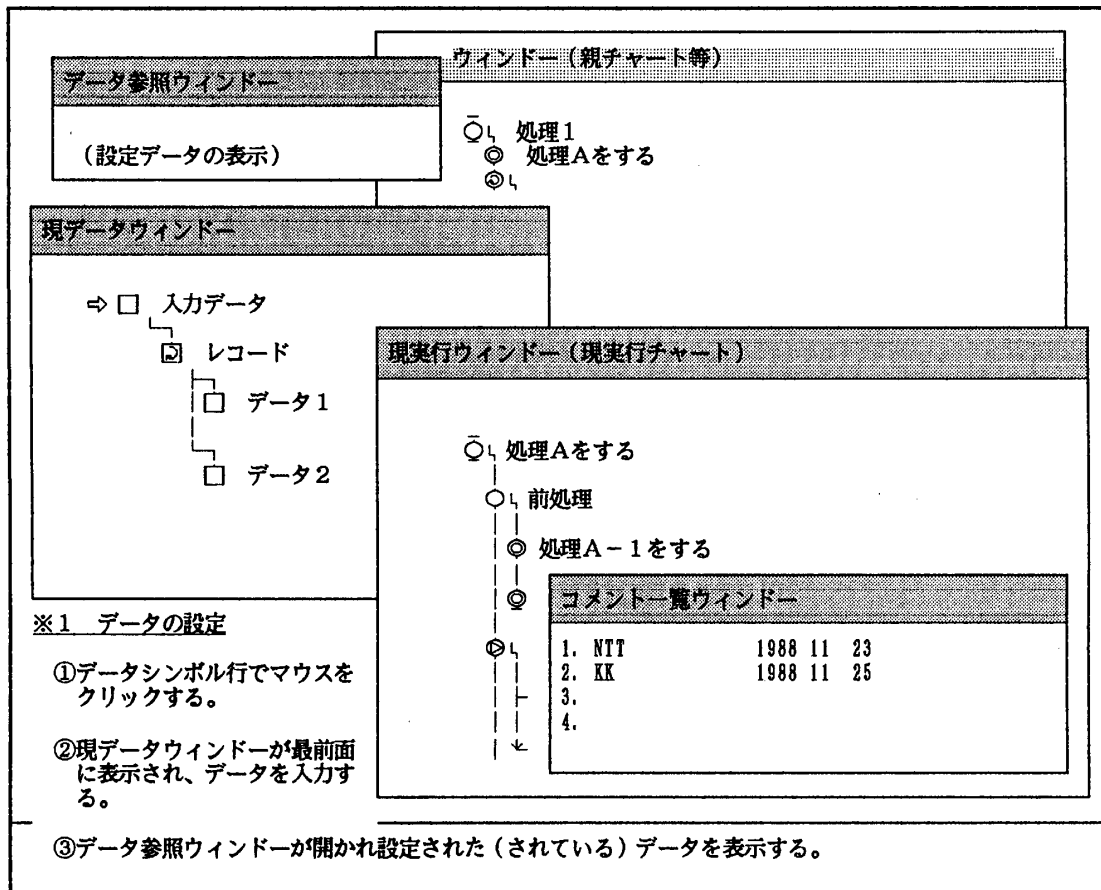 ウィンドー（親チャート等）
データ参照ウィンドー
（設定データの表示）
処理1
処理Aをする
現データウィンドー
入力データ
レコード
データ1
データ2
現実行ウィンドー（現実行チャート）
処理Aをする
前処理
処理A－1をする
コメント一覧ウィンドー
1. NTT 1988 11 23
2. KK 1988 11 25
3.
4.
※1 データの設定
①データシンボル行でマウスを
クリックする。
②現データウィンドーが最前面
に表示され、データを入力す
る。
③データ参照ウィンドーが開かれ設定された（されている）データを表示する。